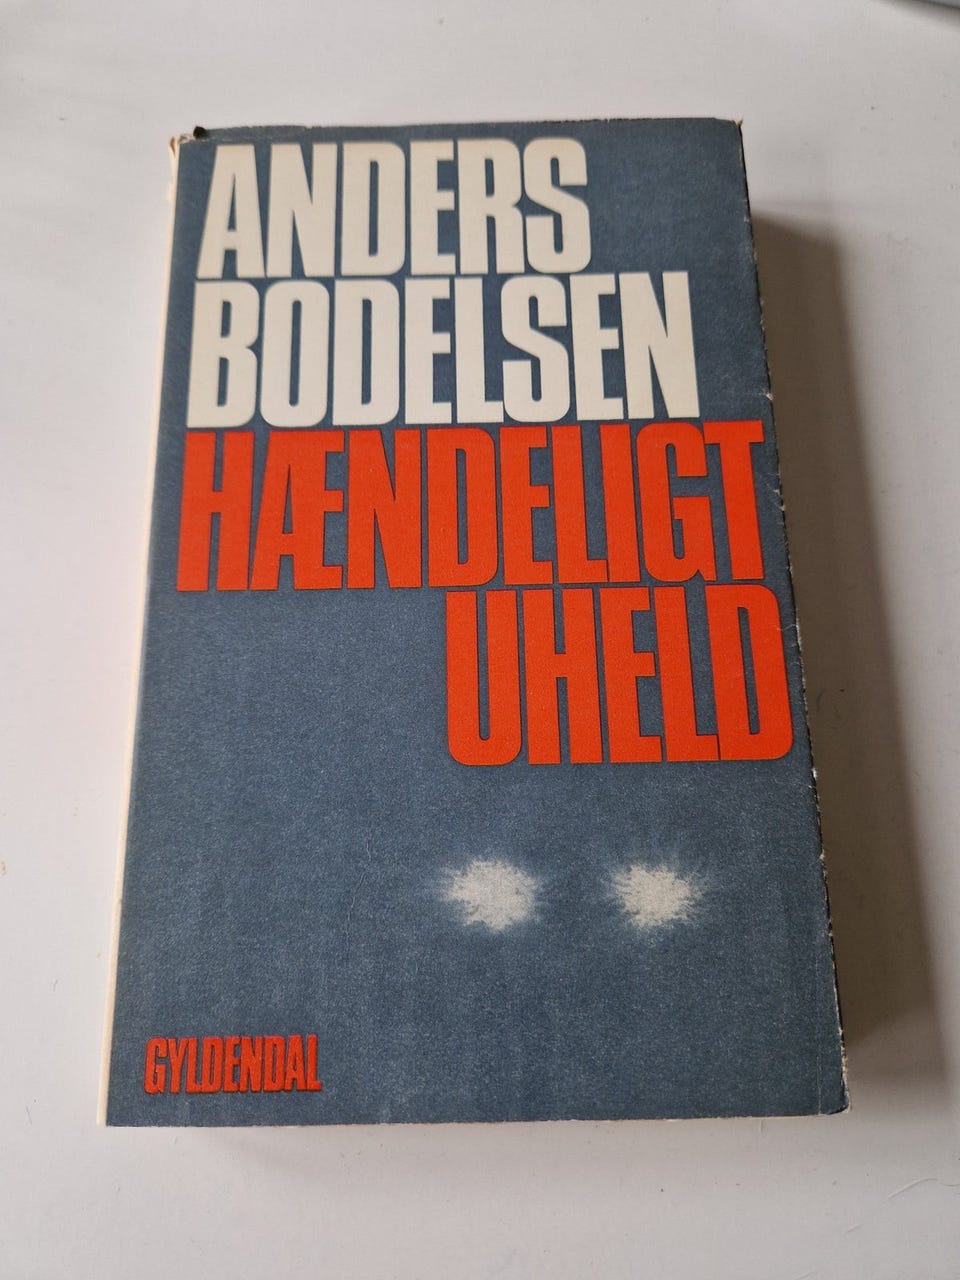 ANDERS
BODELSEN
HÆNDELIGT
UHELD
GYLDENDAL